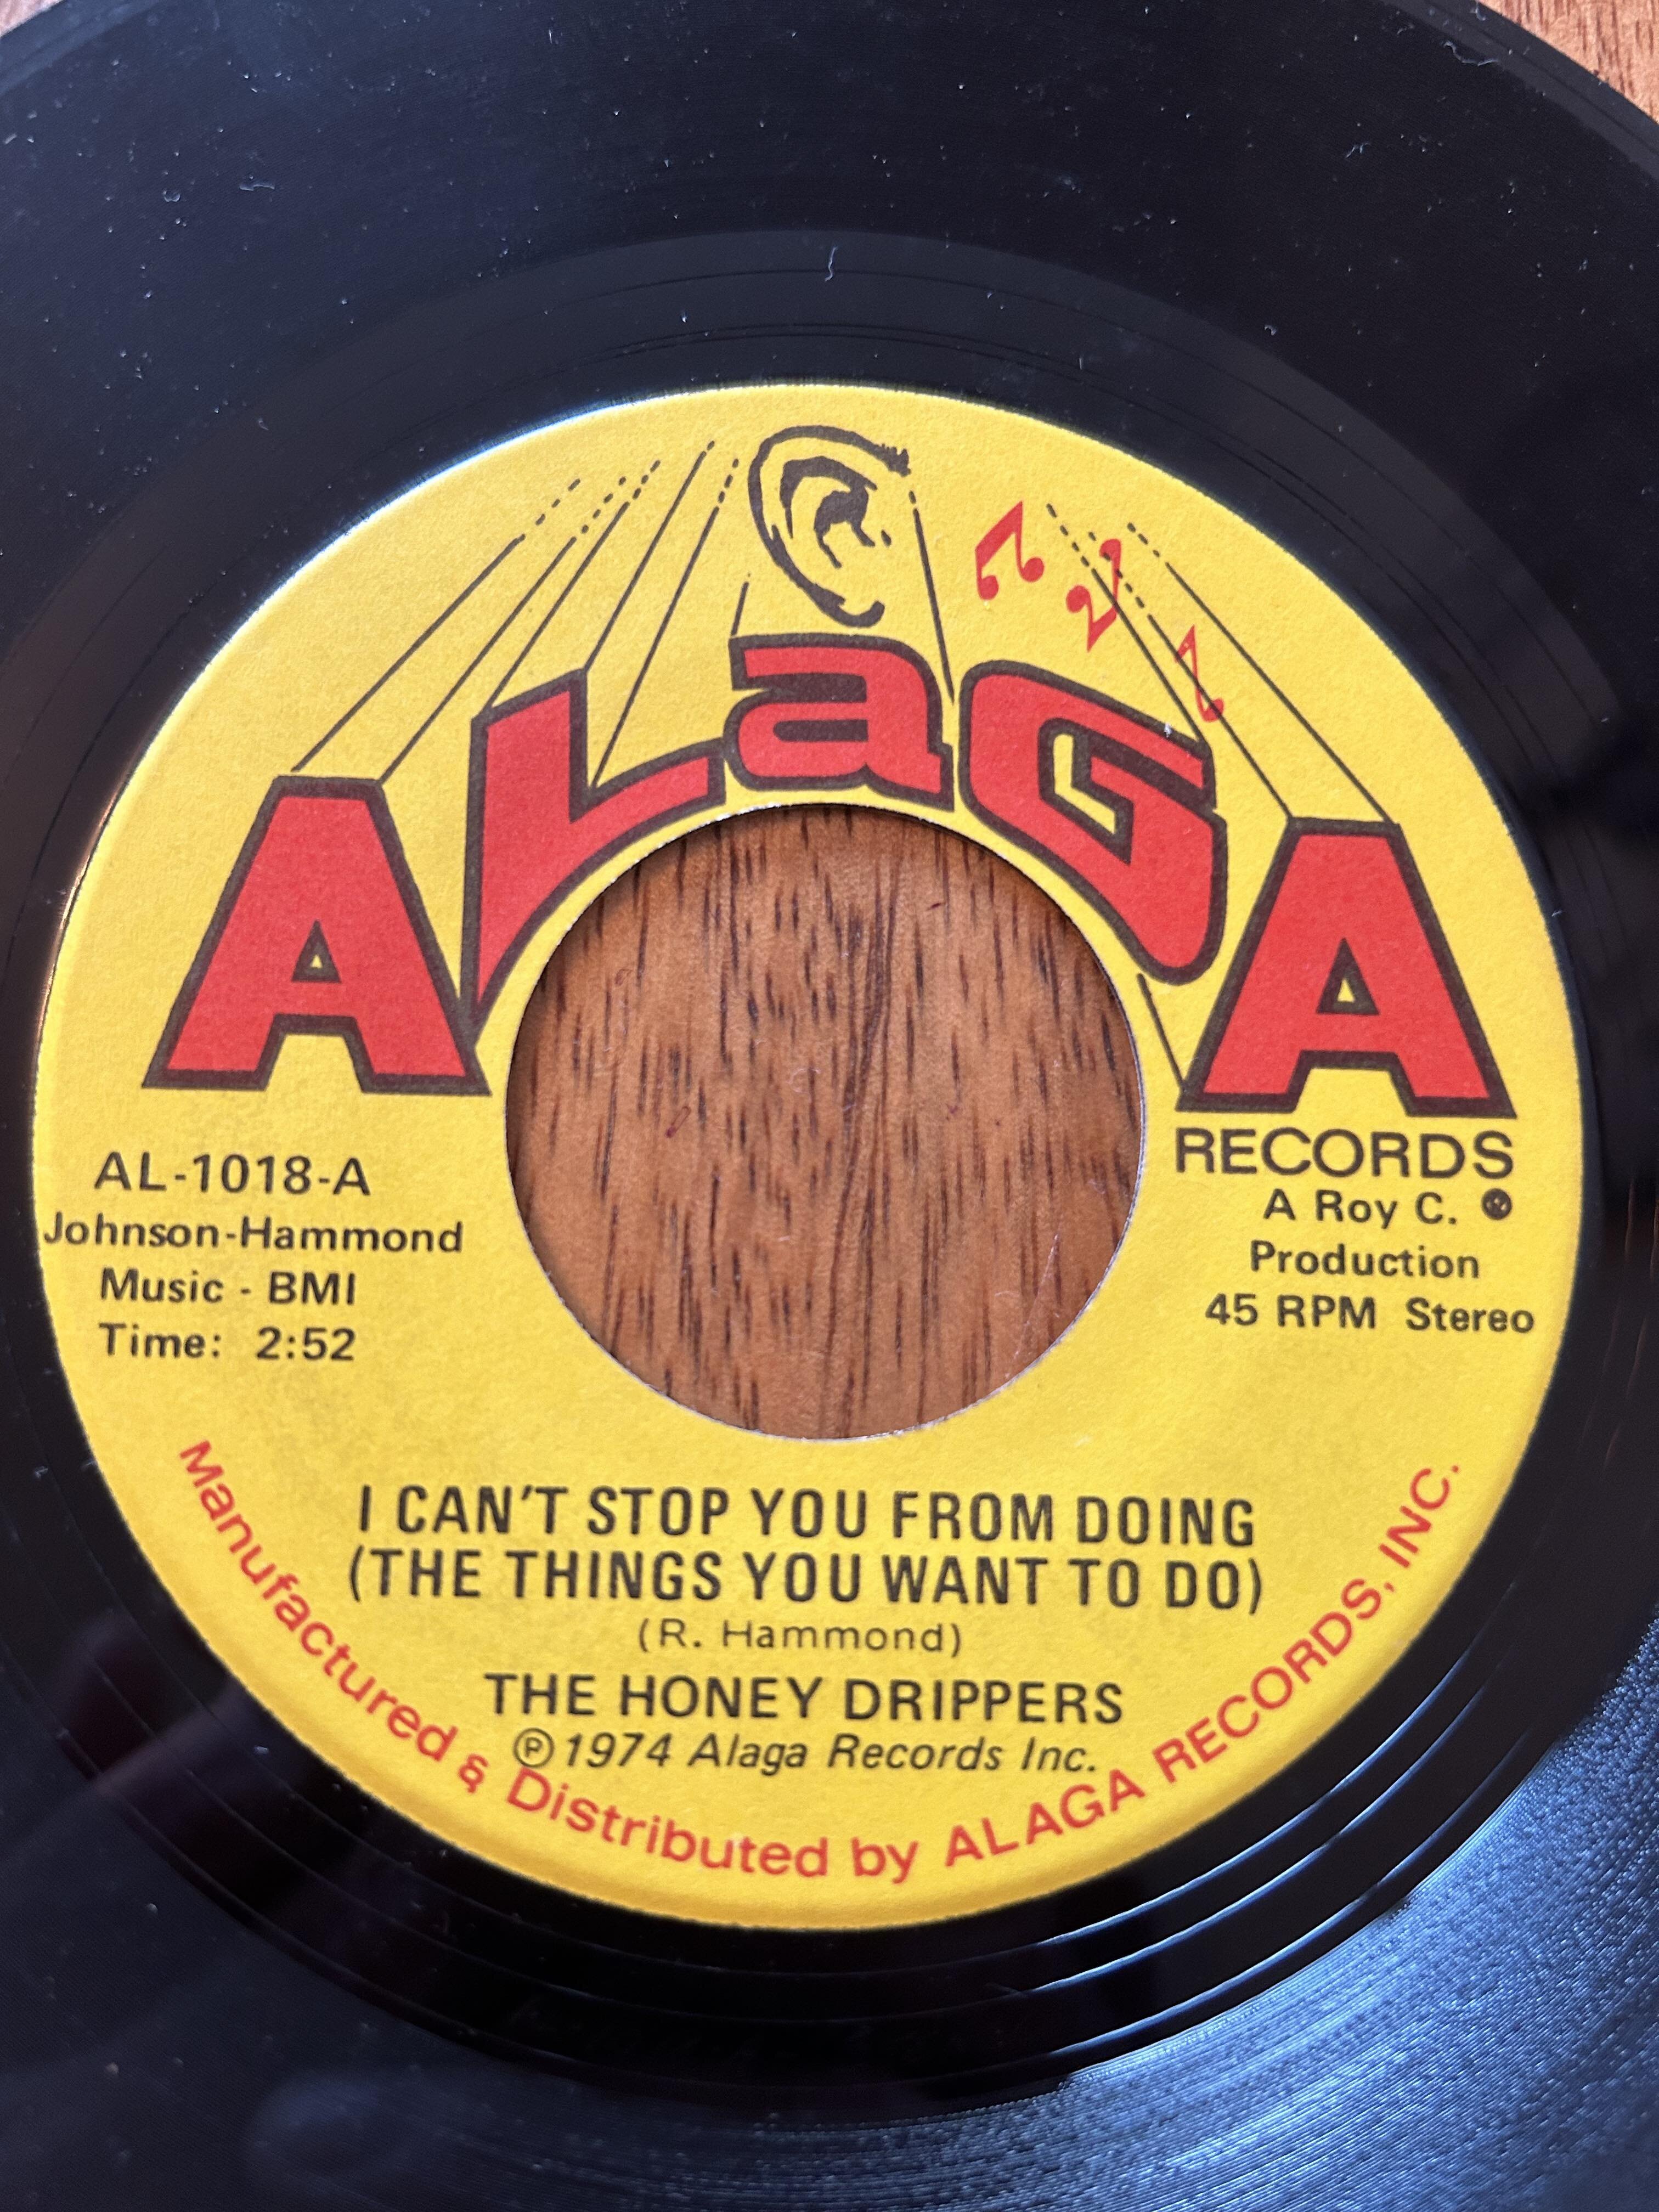 ALaGA
RECORDS
AL-1018-A
Johnson-Hammond
Music - BMI
Time: 2:52
A Roy C.
Production
45 RPM Stereo
I CAN'T STOP YOU FROM DOING
(THE THINGS YOU WANT TO DO)
(R. Hammond)
THE HONEY DRIPPERS
Ⓟ1974 Alaga Records Inc.
Manufactured & Distributed by ALAGA RECORDS, INC.